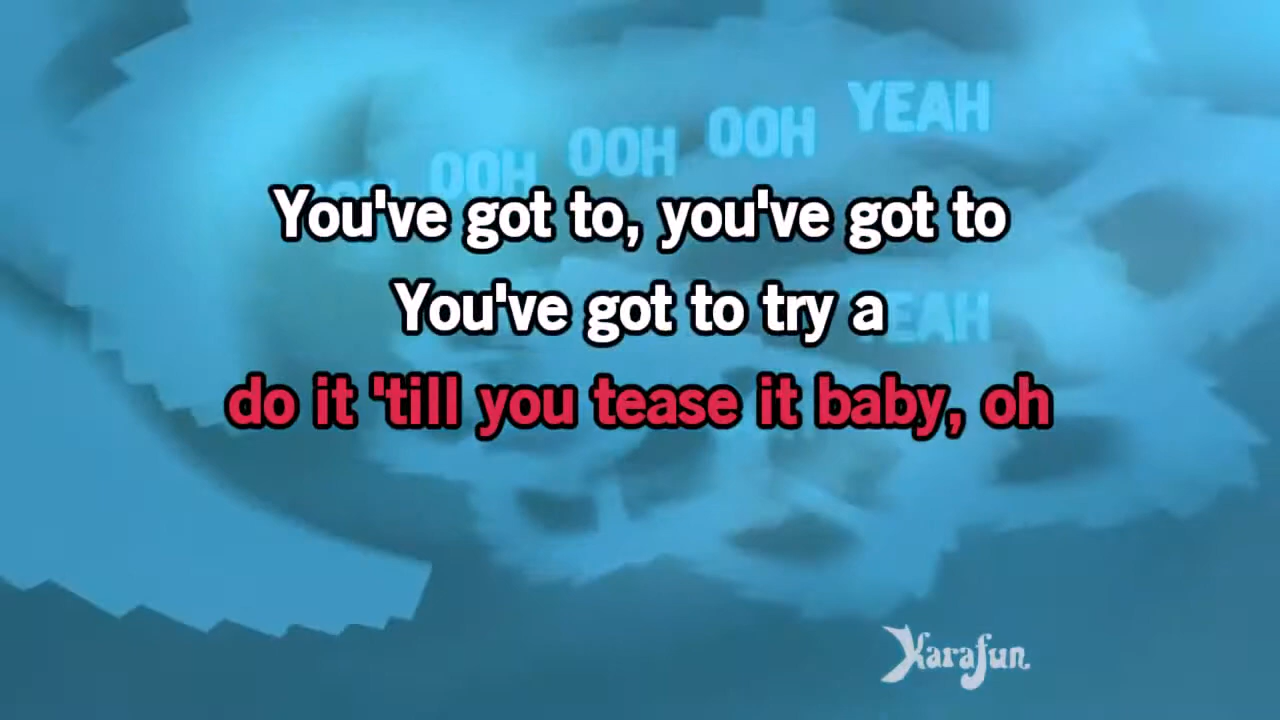 OOH OOH OOH YEAH
You've got to, you've got to
You've got to try a
do it 'till you tease it baby, oh
Karafun